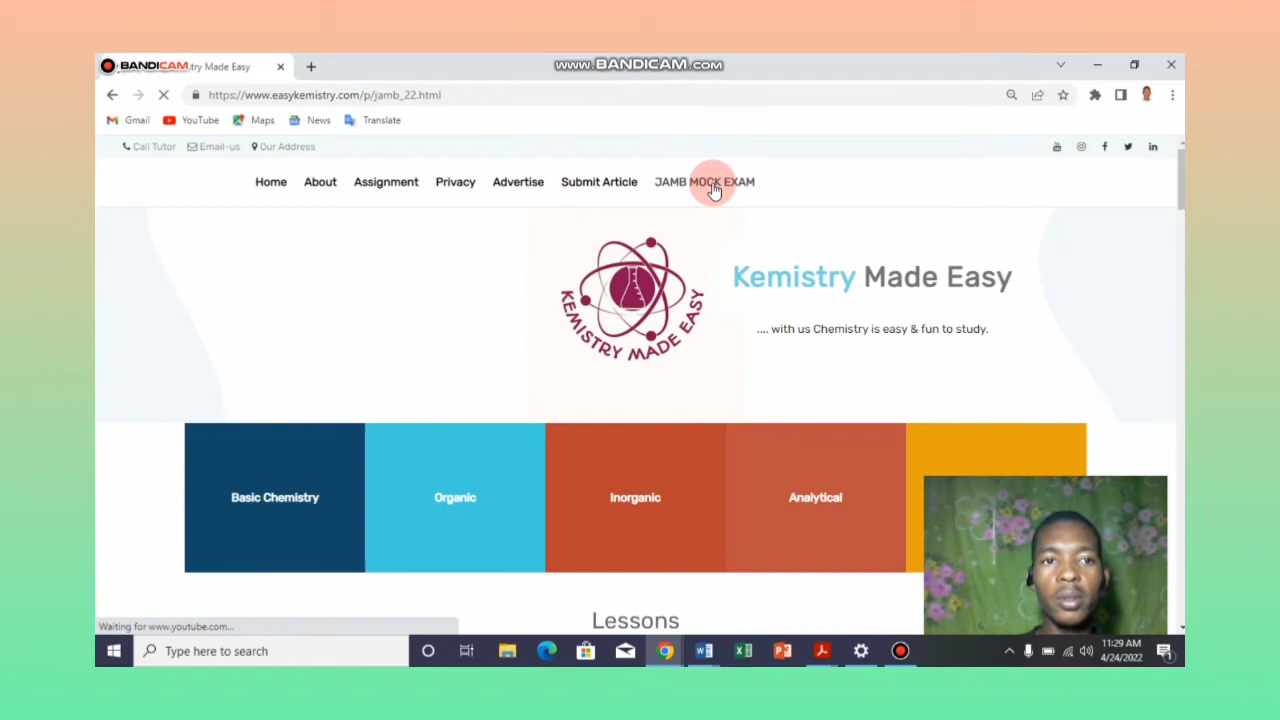 BANDICAM
try Made Easy
www.BANDICAM.com
https://www.easykemistry.com/p/jamb_22.html
Gmail YouTube Maps News Translate
Call Tutor Email-us Our Address
Home About Assignment Privacy Advertise Submit Article JAMB MOCK EXAM
KEMISTRY MADE EASY
Kemistry Made Easy
.... with us Chemistry is easy & fun to study.
Basic Chemistry Organic Inorganic Analytical
Lessons
Waiting for www.youtube.com...
Type here to search
11:29 AM
4/24/2022
1